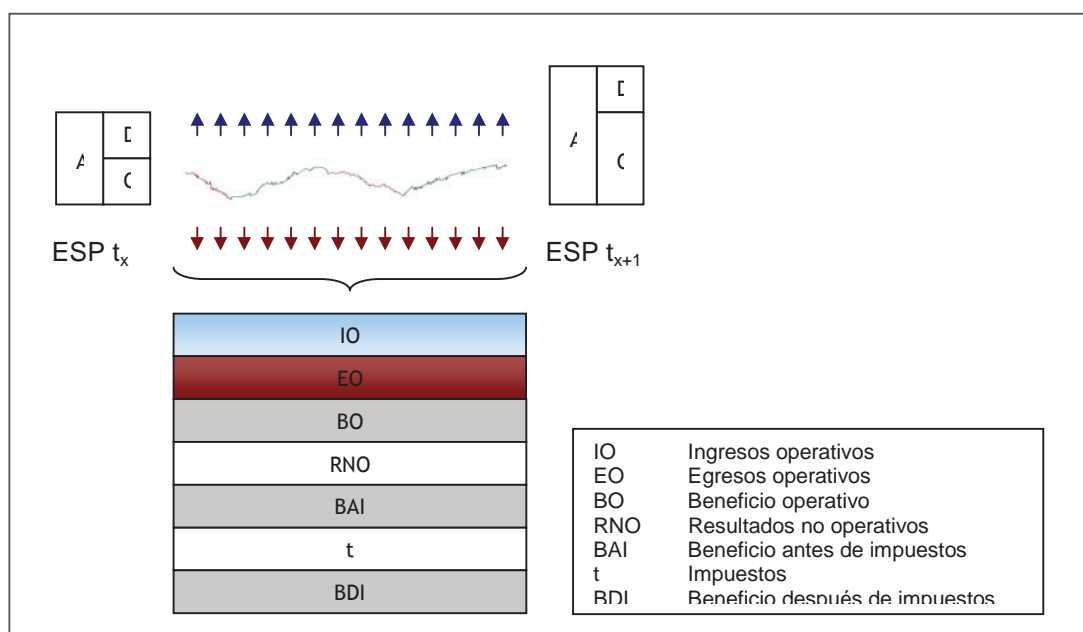 A
ESP tx
A
ESP tx+1
IO
EO
BO
RNO
BAI
t
BDI
IO Ingresos operativos
EO Egresos operativos
BO Beneficio operativo
RNO Resultados no operativos
BAI Beneficio antes de impuestos
t Impuestos
BDI Beneficio después de impuestos